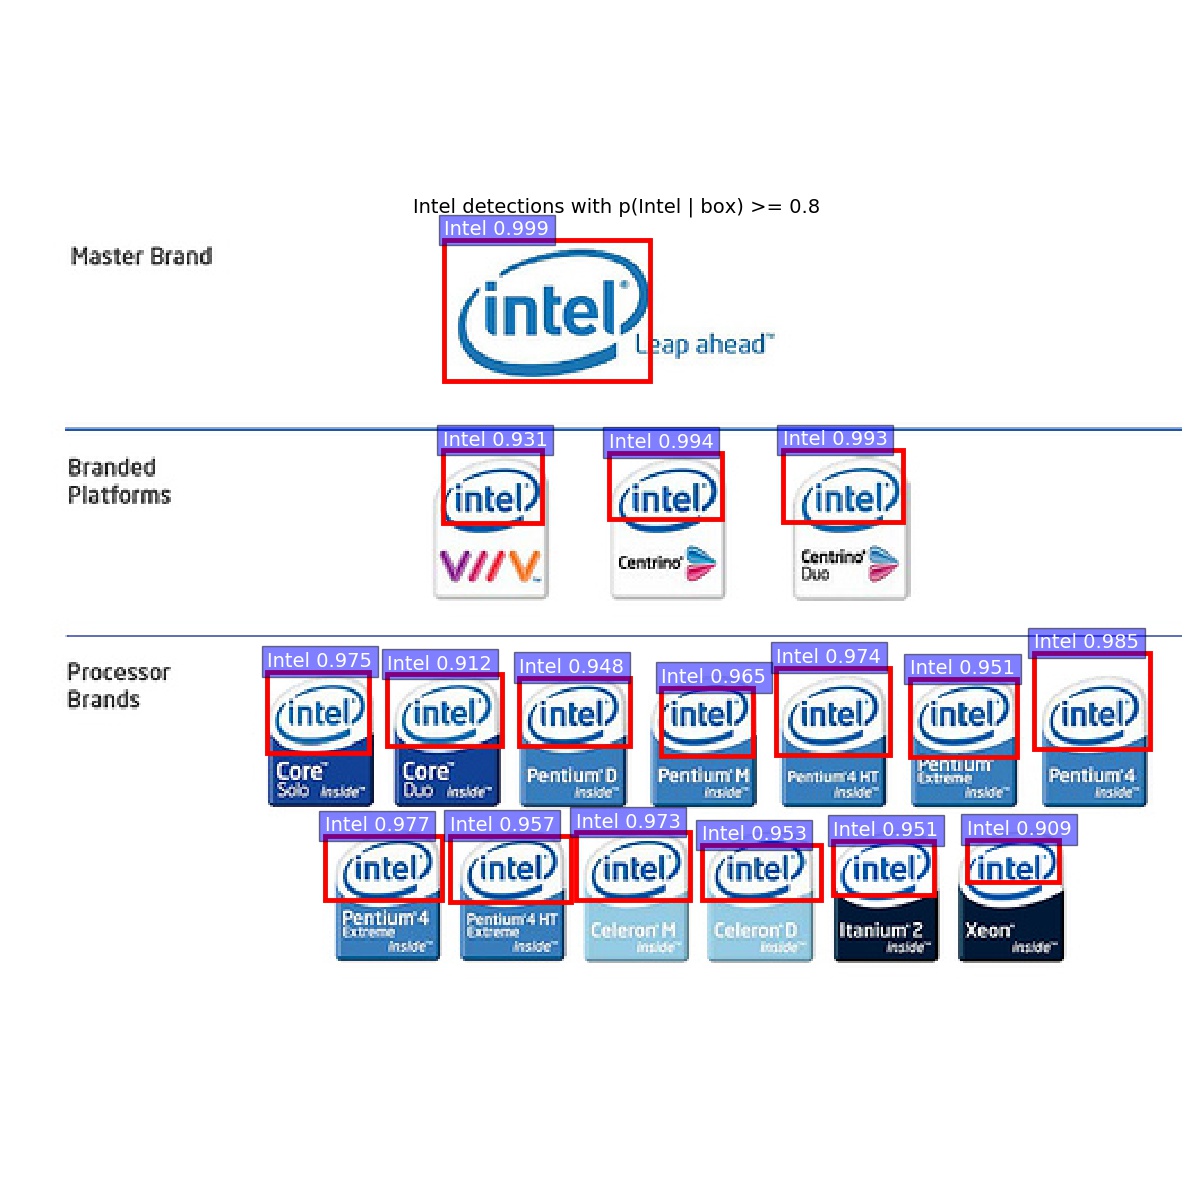 Intel detections with p(Intel | box) >= 0.8
Intel 0.999
Master Brand
intel®
Leap ahead™
Intel 0.931 Intel 0.994 Intel 0.993
Branded
Platforms
intel intel intel
VIIV™ Centrino® Centrino®
Duo
Processor
Brands
Intel 0.975 Intel 0.912 Intel 0.948 Intel 0.965 Intel 0.974 Intel 0.951 Intel 0.985
intel intel intel intel intel intel intel
Core™ Core™ Pentium® D Pentium® M Pentium® 4 HT Pentium® Pentium® 4
Solo inside™ Duo inside™ inside™ inside™ inside™ Extreme inside™ inside™
Intel 0.977 Intel 0.957 Intel 0.973 Intel 0.953 Intel 0.951 Intel 0.909
intel intel intel intel intel intel
Pentium® 4 Pentium® 4 HT Celeron® M Celeron® D Itanium® 2 Xeon®
Extreme Extreme
inside™ inside™ inside™ inside™ inside™ inside™